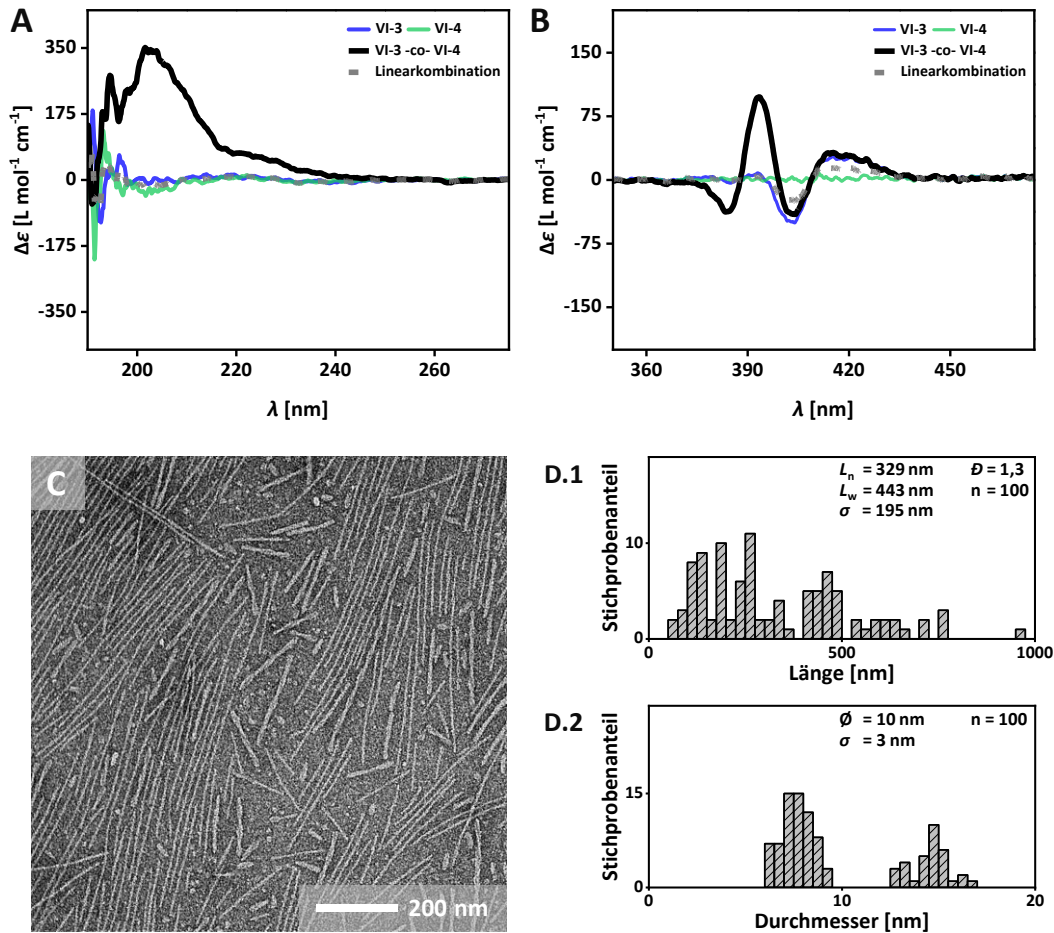 A
VI-3 VI-4
VI-3 -co- VI-4
Linearkombination
350
175
0
-175
-350
Δε [L mol-1 cm-1]
200 220 240 260
λ [nm]
B
VI-3 VI-4
VI-3 -co- VI-4
Linearkombination
150
75
0
-75
-150
Δε [L mol-1 cm-1]
360 390 420 450
λ [nm]
C
200 nm
D.1
Ln = 329 nm Đ = 1,3
Lw = 443 nm n = 100
σ = 195 nm
Stichprobenanteil
10
0
0 500 1000
Länge [nm]
D.2
Ø = 10 nm n = 100
σ = 3 nm
Stichprobenanteil
15
0
0 10 20
Durchmesser [nm]